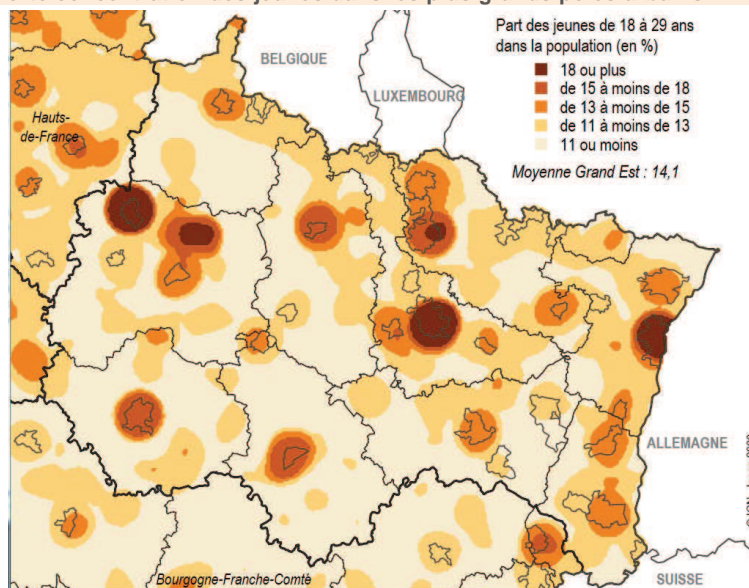 Part des jeunes de 18 à 29 ans
dans la population (en %)
18 ou plus
de 15 à moins de 18
de 13 à moins de 15
de 11 à moins de 13
11 ou moins
Moyenne Grand Est : 14,1
BELGIQUE
LUXEMBOURG
Hauts-
de-France
ALLEMAGNE
Bourgogne-Franche-Comté
SUISSE